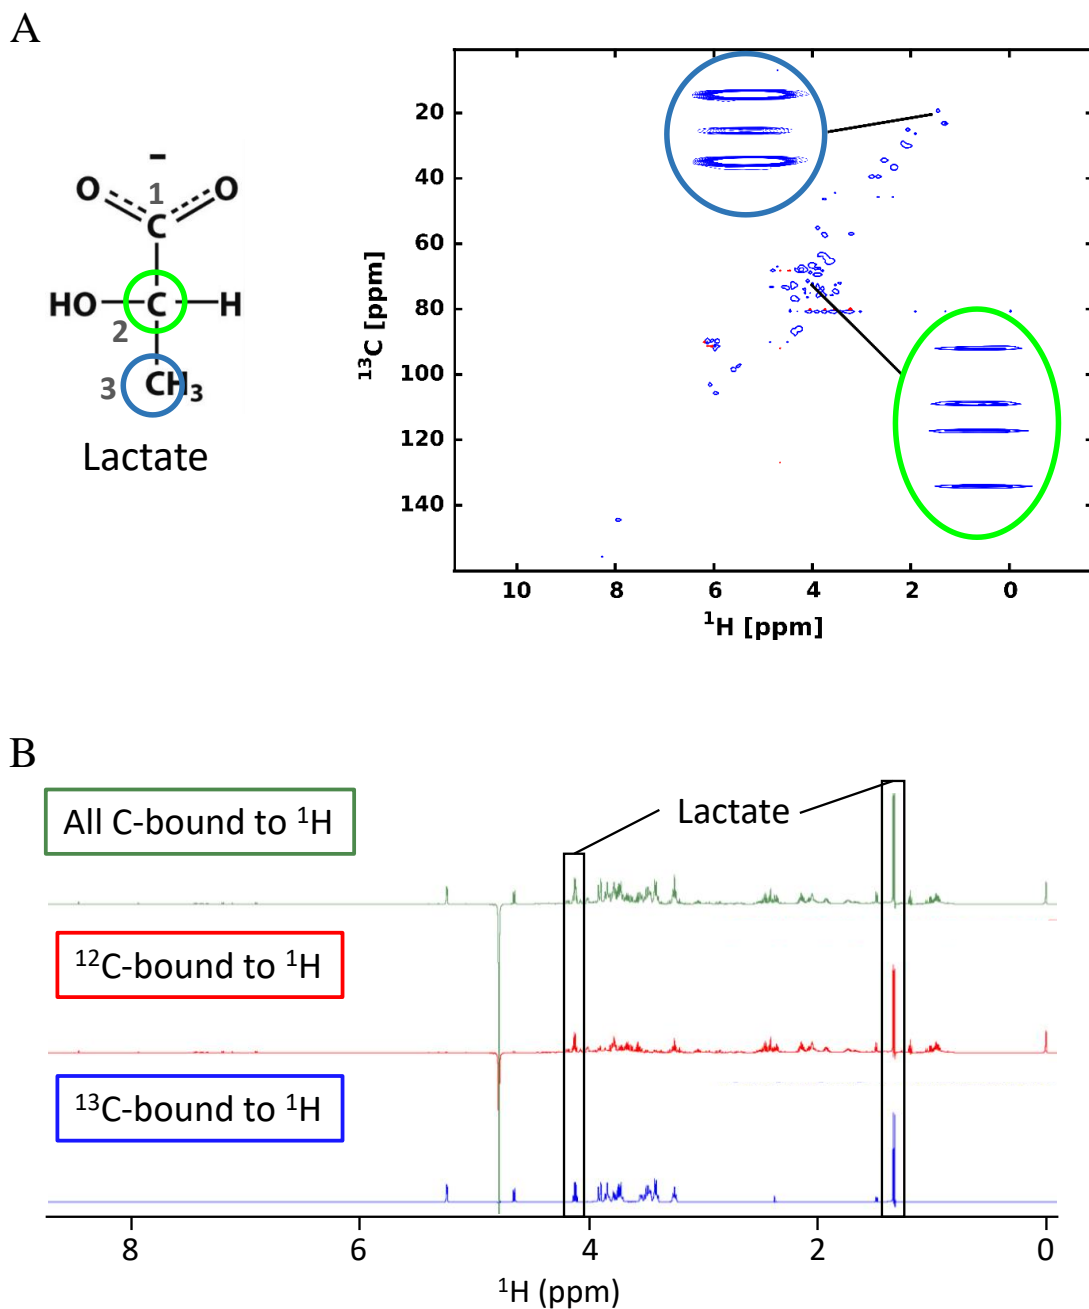 A
−
O 1 O
C
HO C H
2
3 CH₃
Lactate
20
40
60
80
100
120
140
¹³C [ppm]
10 8 6 4 2 0
¹H [ppm]
B
Lactate
All C-bound to ¹H
¹²C-bound to ¹H
¹³C-bound to ¹H
8 6 4 2 0
¹H (ppm)